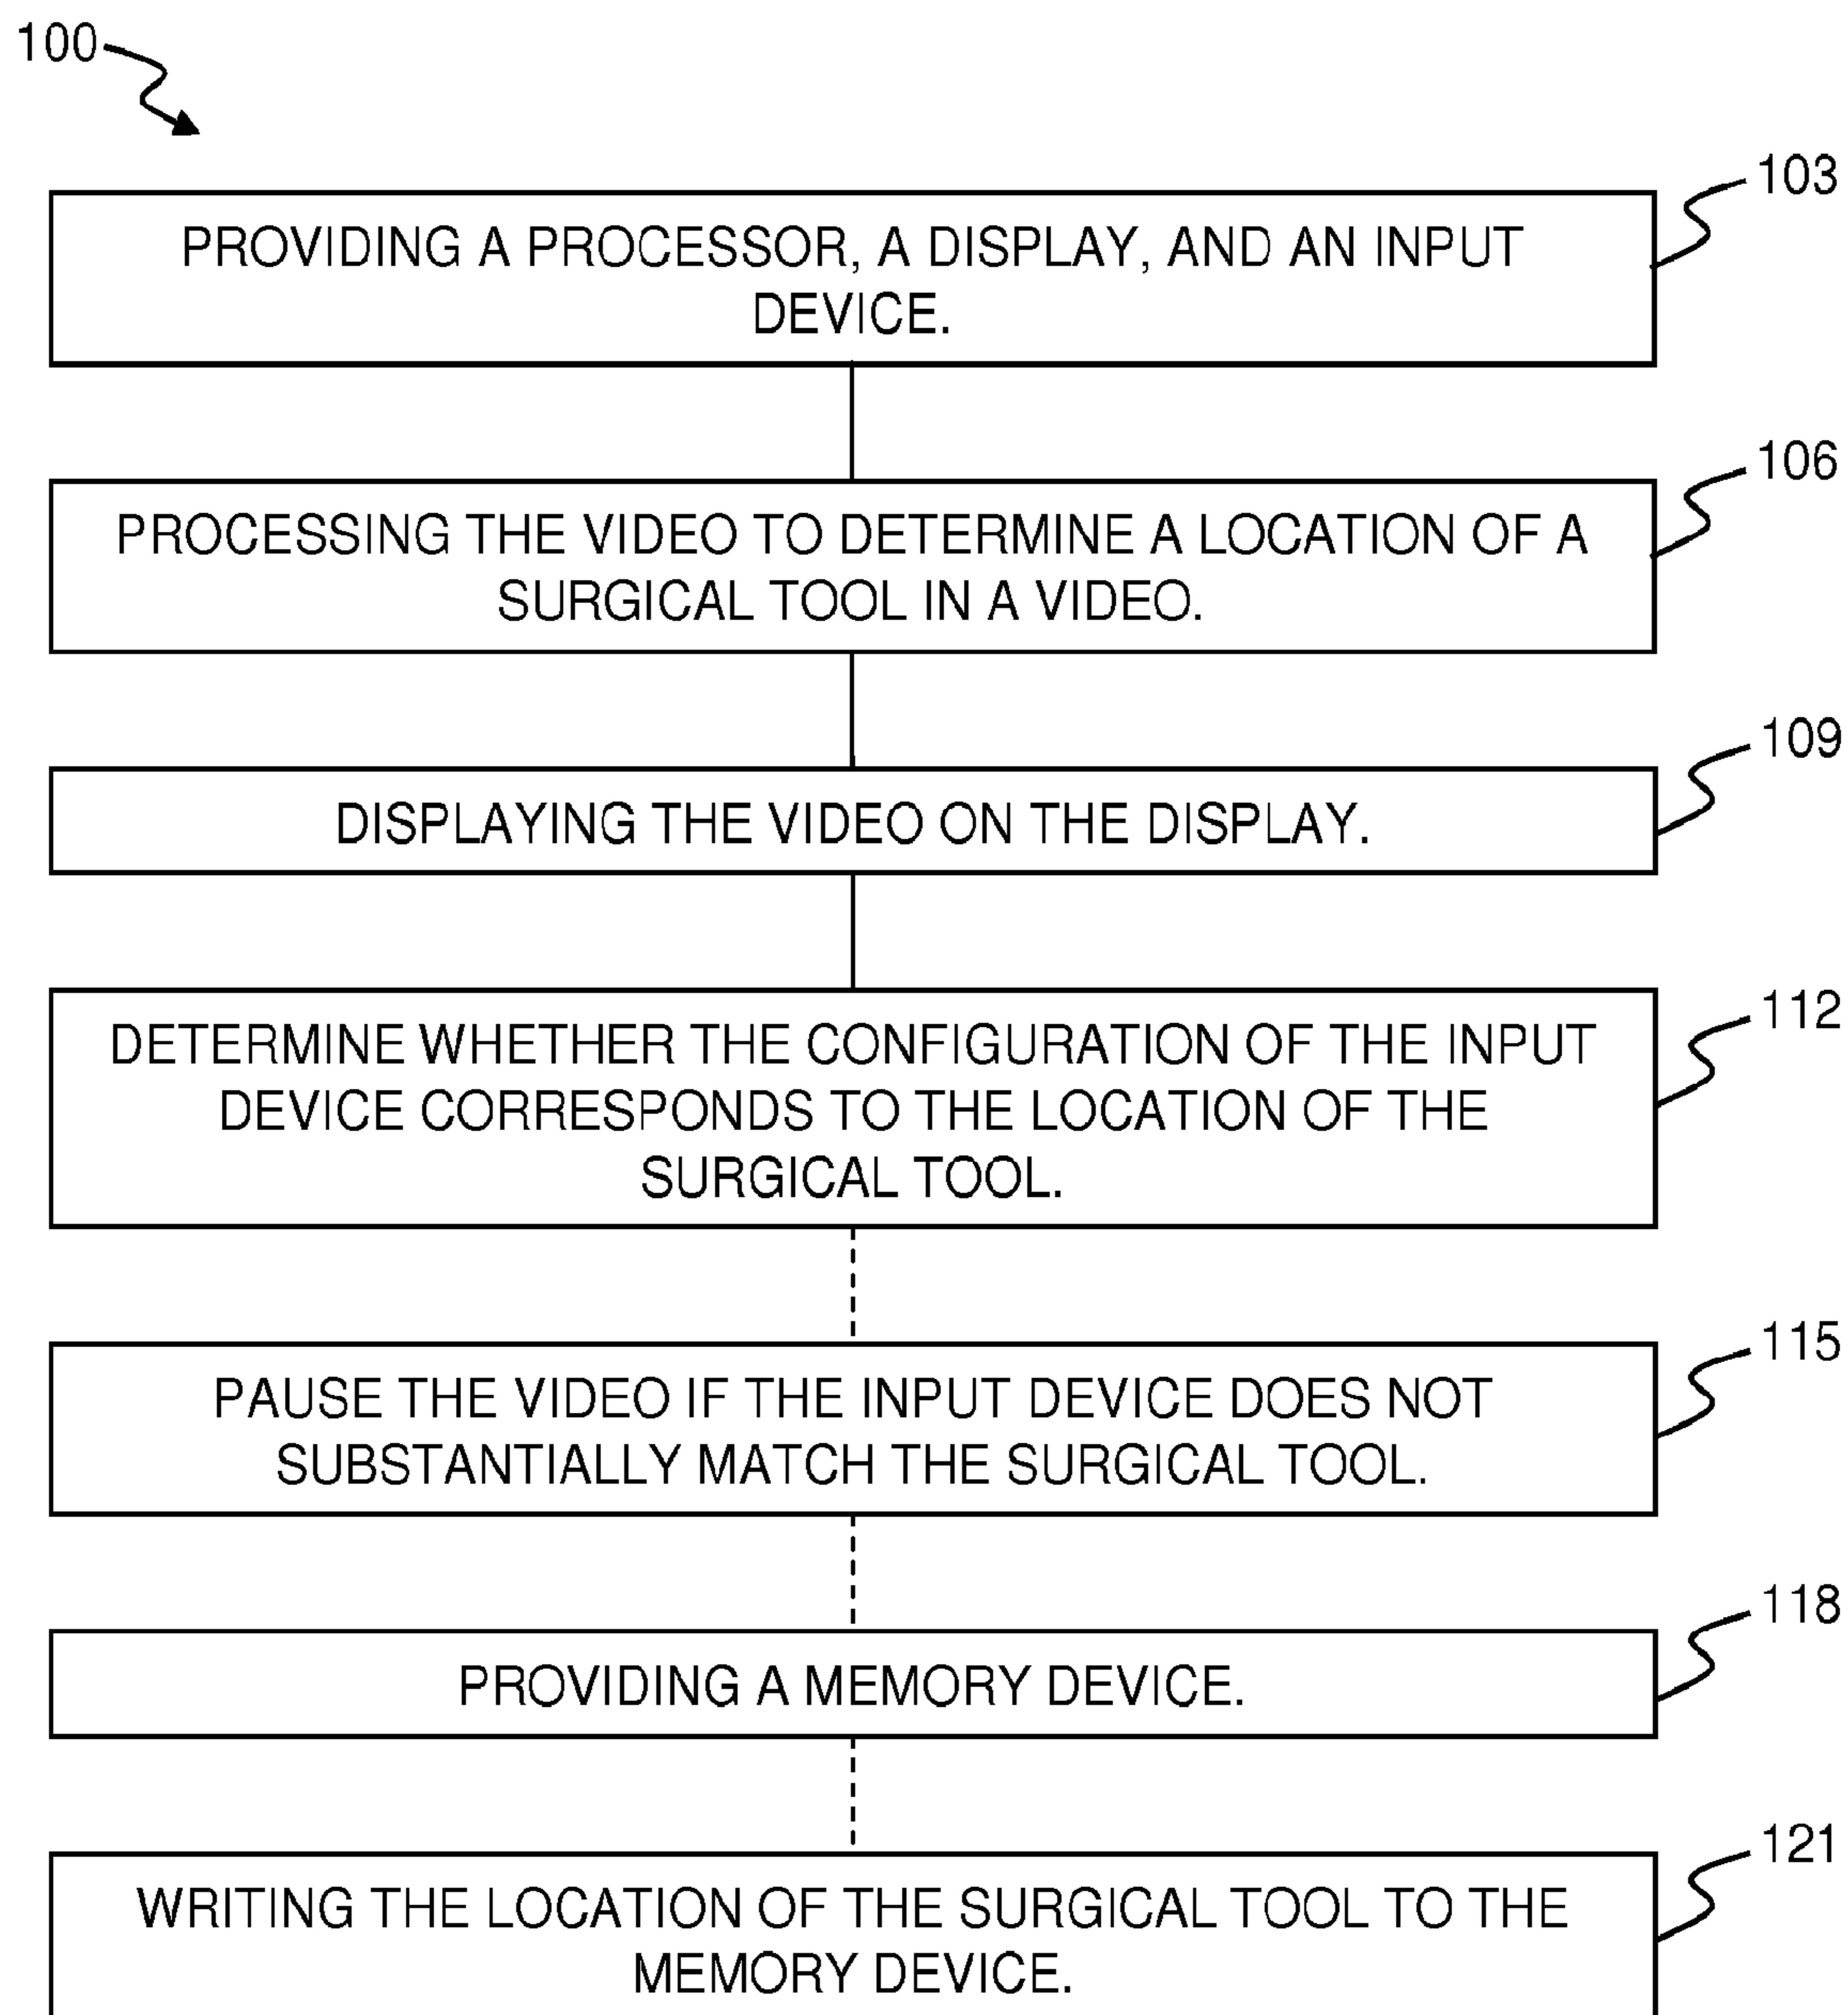 100
103
PROVIDING A PROCESSOR, A DISPLAY, AND AN INPUT
DEVICE.
106
PROCESSING THE VIDEO TO DETERMINE A LOCATION OF A
SURGICAL TOOL IN A VIDEO.
109
DISPLAYING THE VIDEO ON THE DISPLAY.
112
DETERMINE WHETHER THE CONFIGURATION OF THE INPUT
DEVICE CORRESPONDS TO THE LOCATION OF THE
SURGICAL TOOL.
115
PAUSE THE VIDEO IF THE INPUT DEVICE DOES NOT
SUBSTANTIALLY MATCH THE SURGICAL TOOL.
118
PROVIDING A MEMORY DEVICE.
121
WRITING THE LOCATION OF THE SURGICAL TOOL TO THE
MEMORY DEVICE.